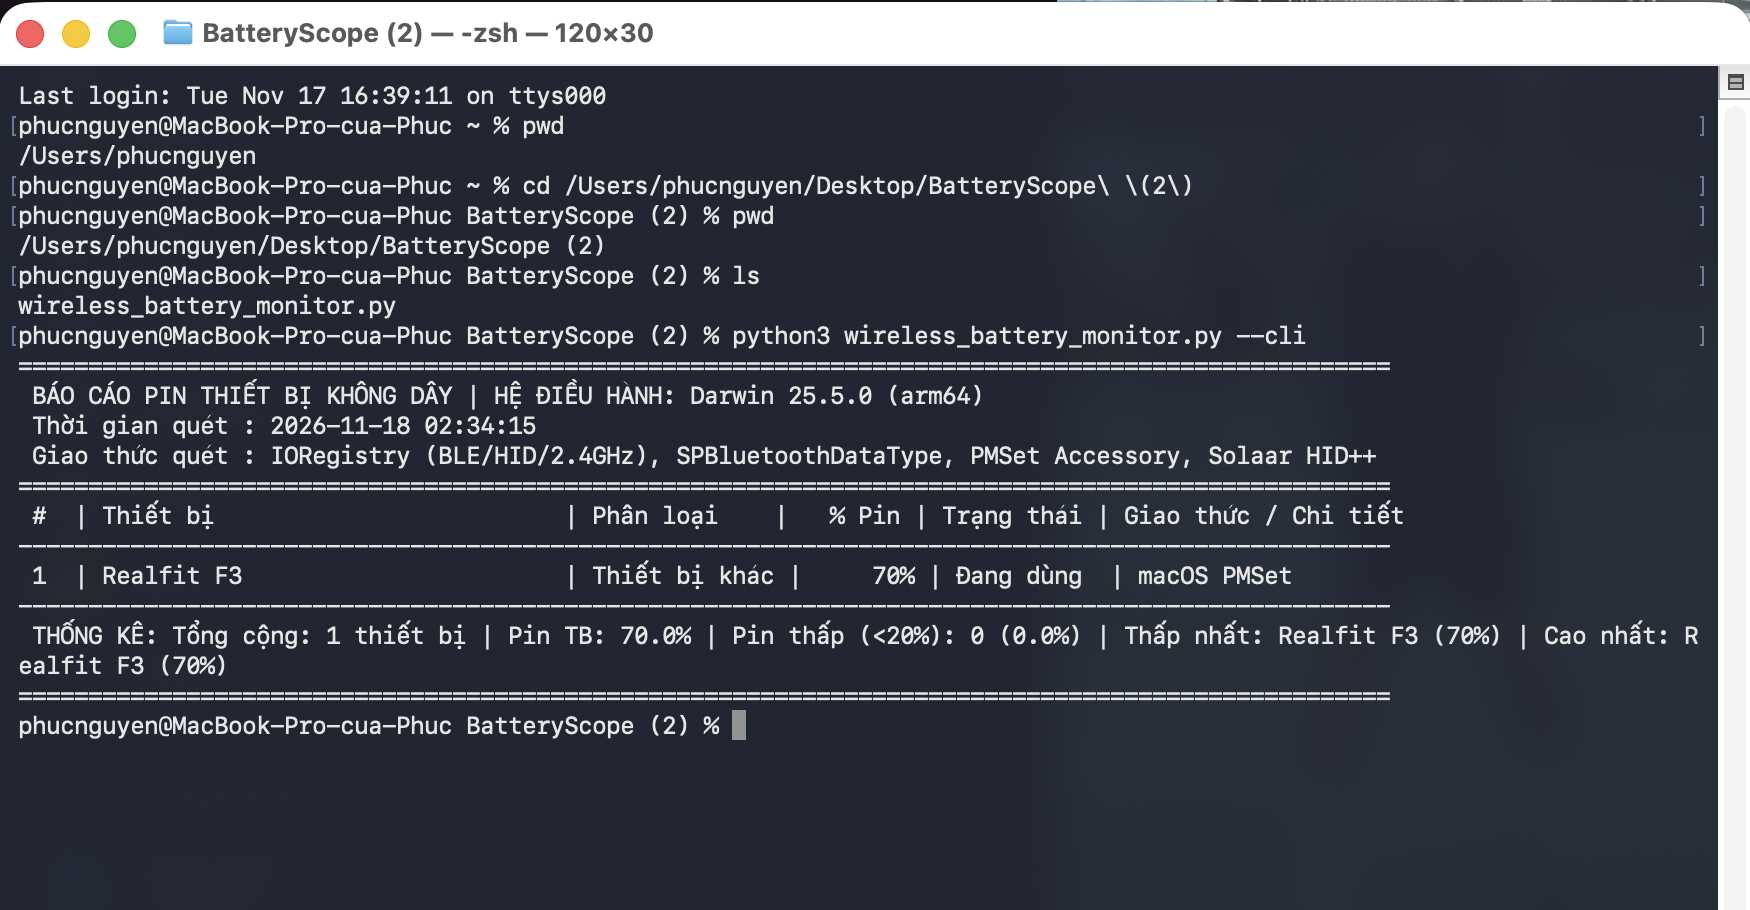 BatteryScope (2) — -zsh — 120×30
Last login: Tue Nov 17 16:39:11 on ttys000
[phucnguyen@MacBook-Pro-cua-Phuc ~ % pwd ]
/Users/phucnguyen
[phucnguyen@MacBook-Pro-cua-Phuc ~ % cd /Users/phucnguyen/Desktop/BatteryScope\ \(2\) ]
[phucnguyen@MacBook-Pro-cua-Phuc BatteryScope (2) % pwd ]
/Users/phucnguyen/Desktop/BatteryScope (2)
[phucnguyen@MacBook-Pro-cua-Phuc BatteryScope (2) % ls ]
wireless_battery_monitor.py
[phucnguyen@MacBook-Pro-cua-Phuc BatteryScope (2) % python3 wireless_battery_monitor.py --cli ]
==================================================================================================
BÁO CÁO PIN THIẾT BỊ KHÔNG DÂY | HỆ ĐIỀU HÀNH: Darwin 25.5.0 (arm64)
Thời gian quét : 2026-11-18 02:34:15
Giao thức quét : IORegistry (BLE/HID/2.4GHz), SPBluetoothDataType, PMSet Accessory, Solaar HID++
==================================================================================================
# | Thiết bị | Phân loại | % Pin | Trạng thái | Giao thức / Chi tiết
--------------------------------------------------------------------------------------------------
1 | Realfit F3 | Thiết bị khác | 70% | Đang dùng | macOS PMSet
--------------------------------------------------------------------------------------------------
THỐNG KÊ: Tổng cộng: 1 thiết bị | Pin TB: 70.0% | Pin thấp (<20%): 0 (0.0%) | Thấp nhất: Realfit F3 (70%) | Cao nhất: R
ealfit F3 (70%)
==================================================================================================
phucnguyen@MacBook-Pro-cua-Phuc BatteryScope (2) %